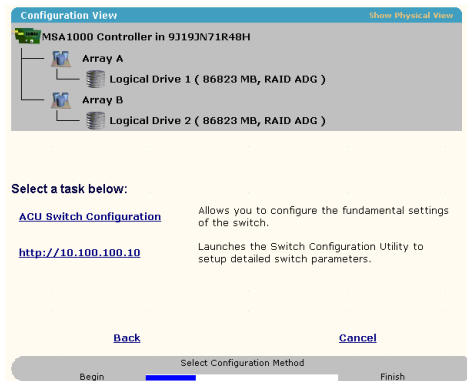 Configuration View
Show Physical View
MSA1000 Controller in 9J19JN71R48H
Array A
Logical Drive 1 ( 86823 MB, RAID ADG )
Array B
Logical Drive 2 ( 86823 MB, RAID ADG )
Select a task below:
ACU Switch Configuration
Allows you to configure the fundamental settings
of the switch.
http://10.100.100.10
Launches the Switch Configuration Utility to
setup detailed switch parameters.
Back
Cancel
Select Configuration Method
Begin
Finish